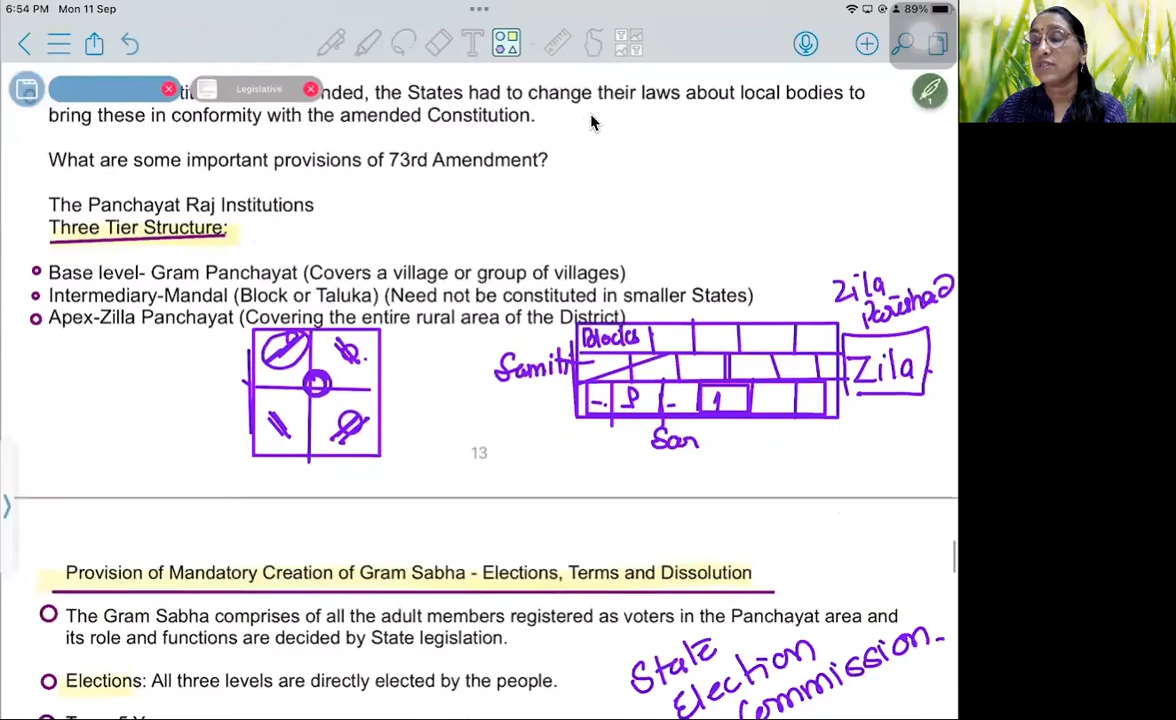 6:54 PM Mon 11 Sep
89%
Legislative
nded, the States had to change their laws about local bodies to
bring these in conformity with the amended Constitution.
What are some important provisions of 73rd Amendment?
The Panchayat Raj Institutions
Three Tier Structure:
Base level- Gram Panchayat (Covers a village or group of villages)
Intermediary-Mandal (Block or Taluka) (Need not be constituted in smaller States)
Apex-Zilla Panchayat (Covering the entire rural area of the District)
Zila
Parishad
Blocks
Samiti
Zila
San
13
Provision of Mandatory Creation of Gram Sabha - Elections, Terms and Dissolution
The Gram Sabha comprises of all the adult members registered as voters in the Panchayat area and
its role and functions are decided by State legislation.
Elections: All three levels are directly elected by the people.
State
Election
Commission